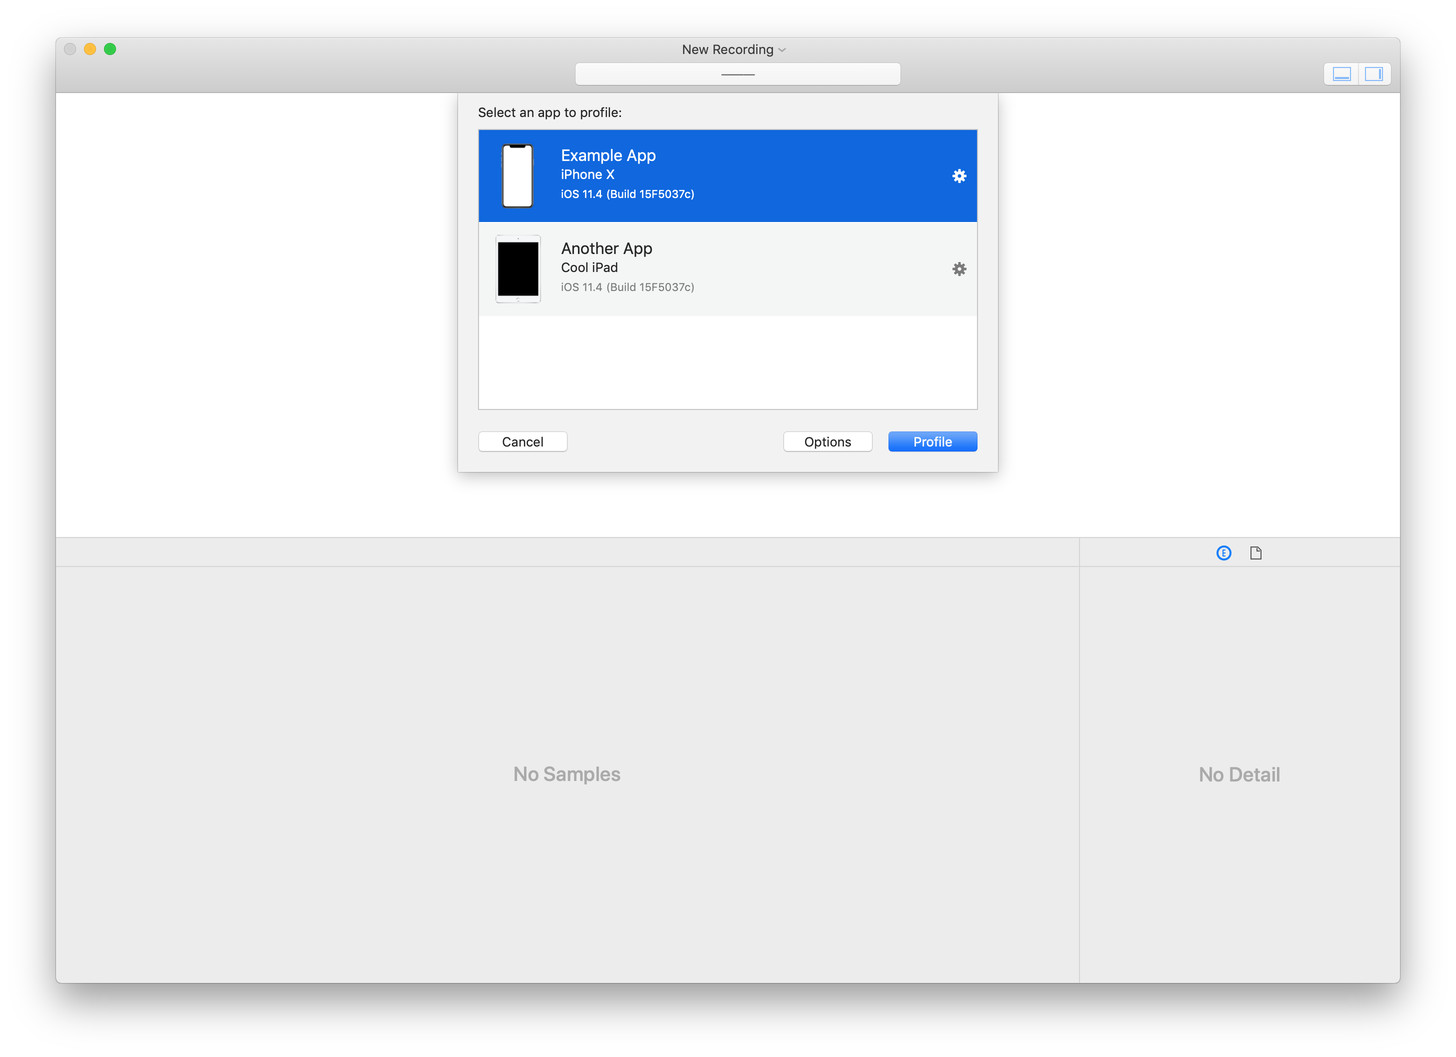 New Recording
Select an app to profile:
Example App
iPhone X
iOS 11.4 (Build 15F5037c)
Another App
Cool iPad
iOS 11.4 (Build 15F5037c)
Cancel
Options
Profile
E
No Samples
No Detail